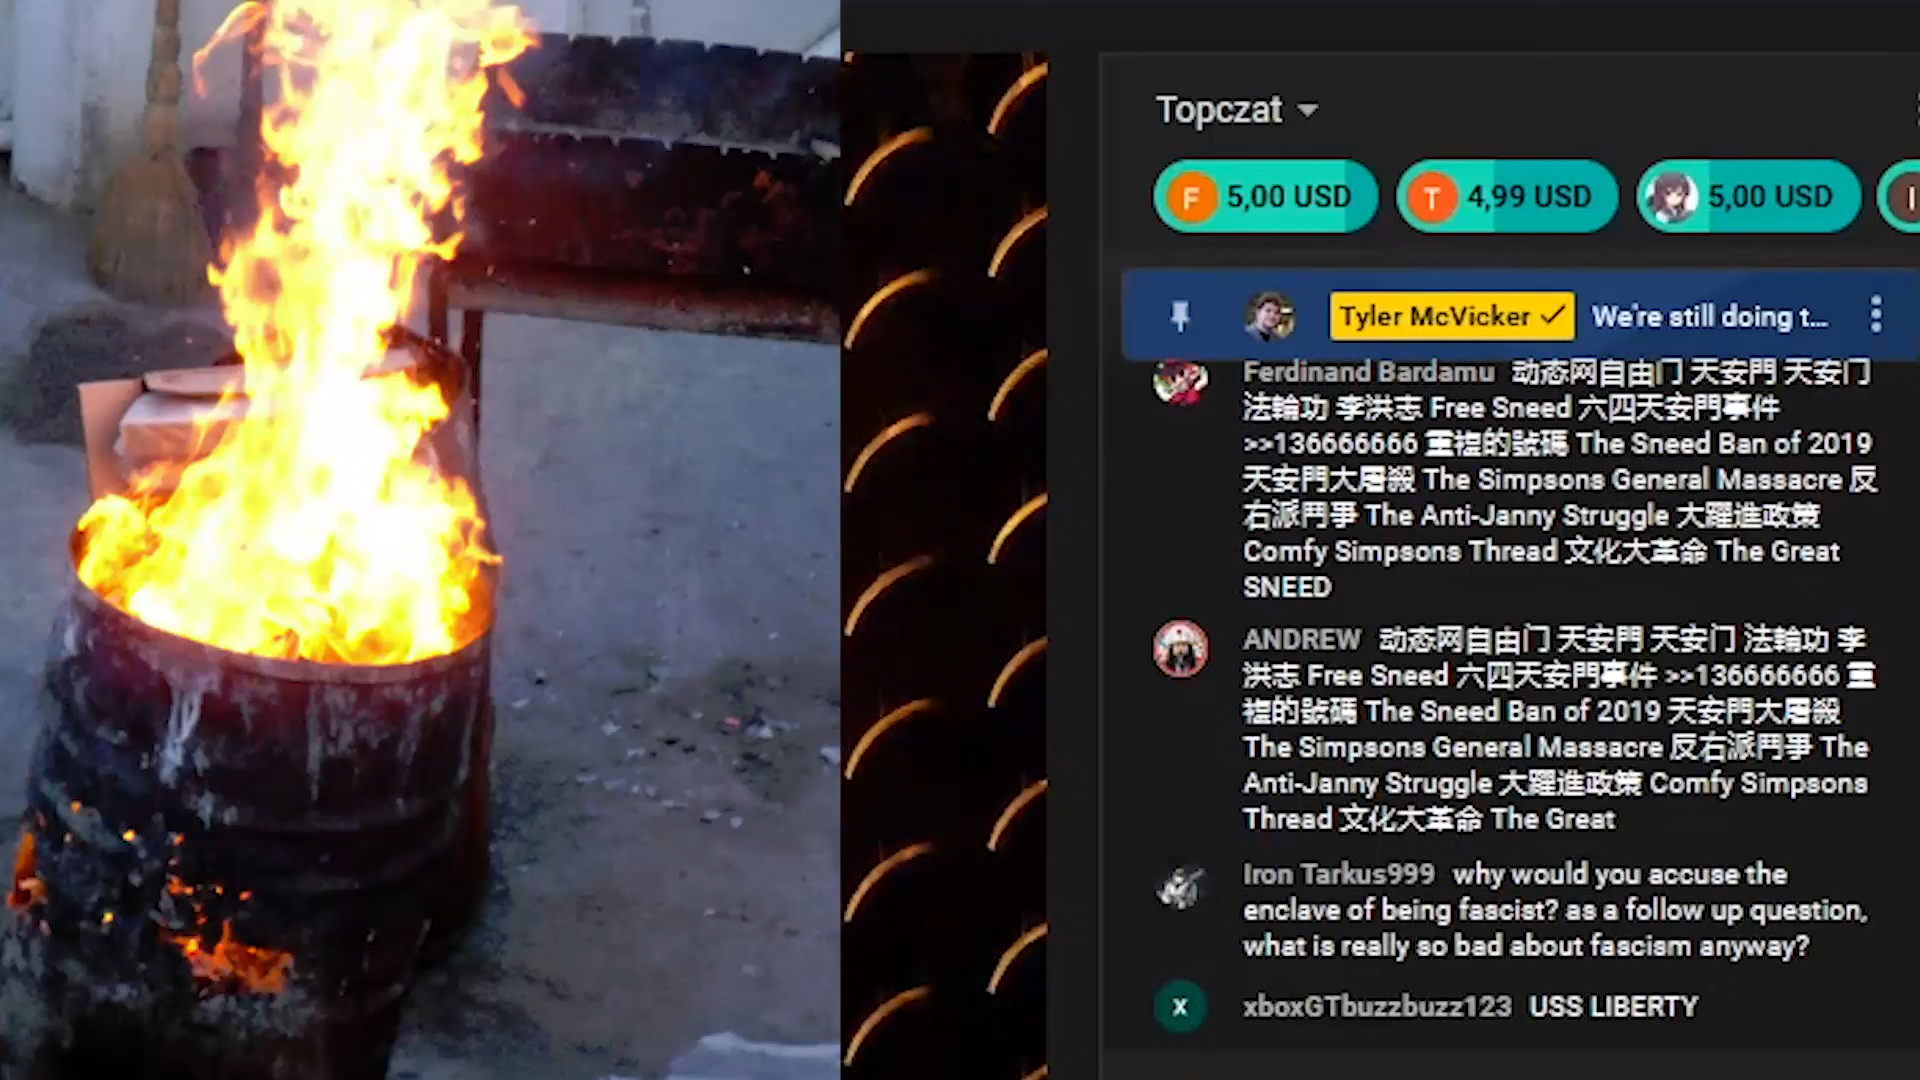 Topczat
F 5,00 USD T 4,99 USD 5,00 USD I
Tyler McVicker We're still doing t...
Ferdinand Bardamu 动态网自由门 天安門 天安门
法輪功 李洪志 Free Sneed 六四天安門事件
>>136666666 重複的號碼 The Sneed Ban of 2019
天安門大屠殺 The Simpsons General Massacre 反
右派鬥爭 The Anti-Janny Struggle 大躍進政策
Comfy Simpsons Thread 文化大革命 The Great
SNEED
ANDREW 动态网自由门 天安門 天安门 法輪功 李
洪志 Free Sneed 六四天安門事件 >>136666666 重
複的號碼 The Sneed Ban of 2019 天安門大屠殺
The Simpsons General Massacre 反右派鬥爭 The
Anti-Janny Struggle 大躍進政策 Comfy Simpsons
Thread 文化大革命 The Great
Iron Tarkus999 why would you accuse the
enclave of being fascist? as a follow up question,
what is really so bad about fascism anyway?
x xboxGTbuzzbuzz123 USS LIBERTY